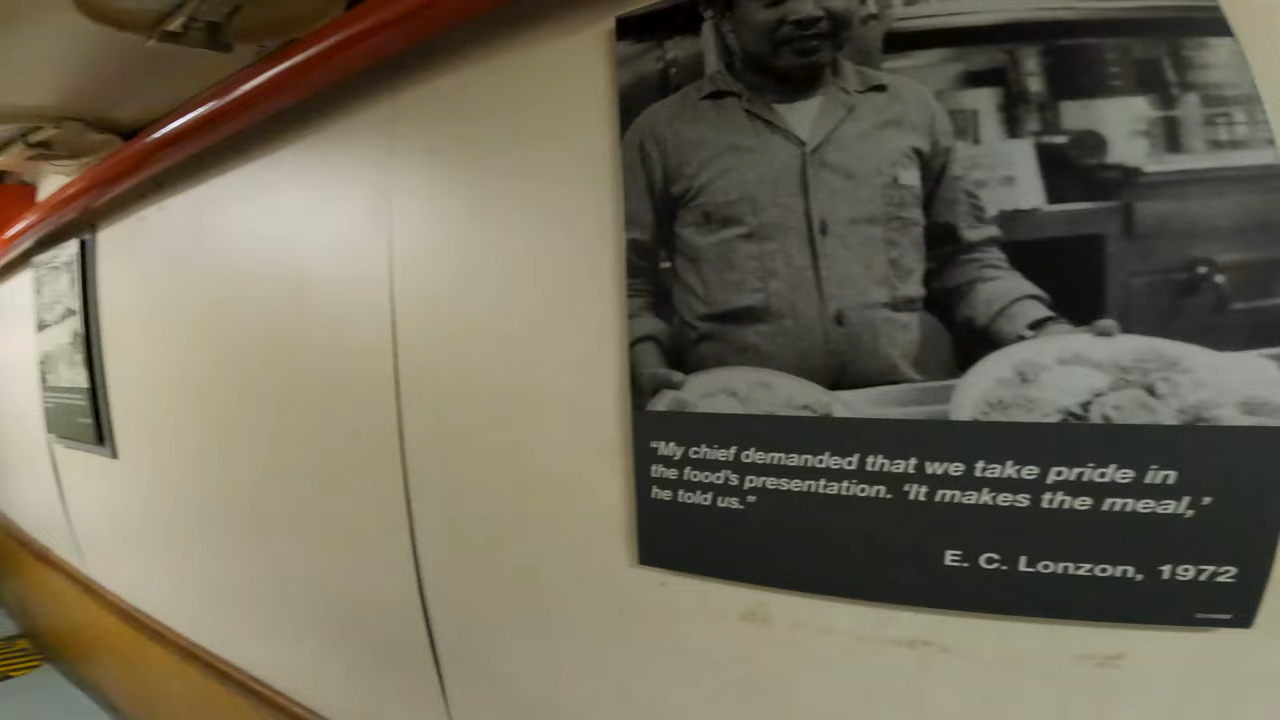 “My chief demanded that we take pride in
the food’s presentation. ‘It makes the meal,’
he told us.”
E. C. Lonzon, 1972